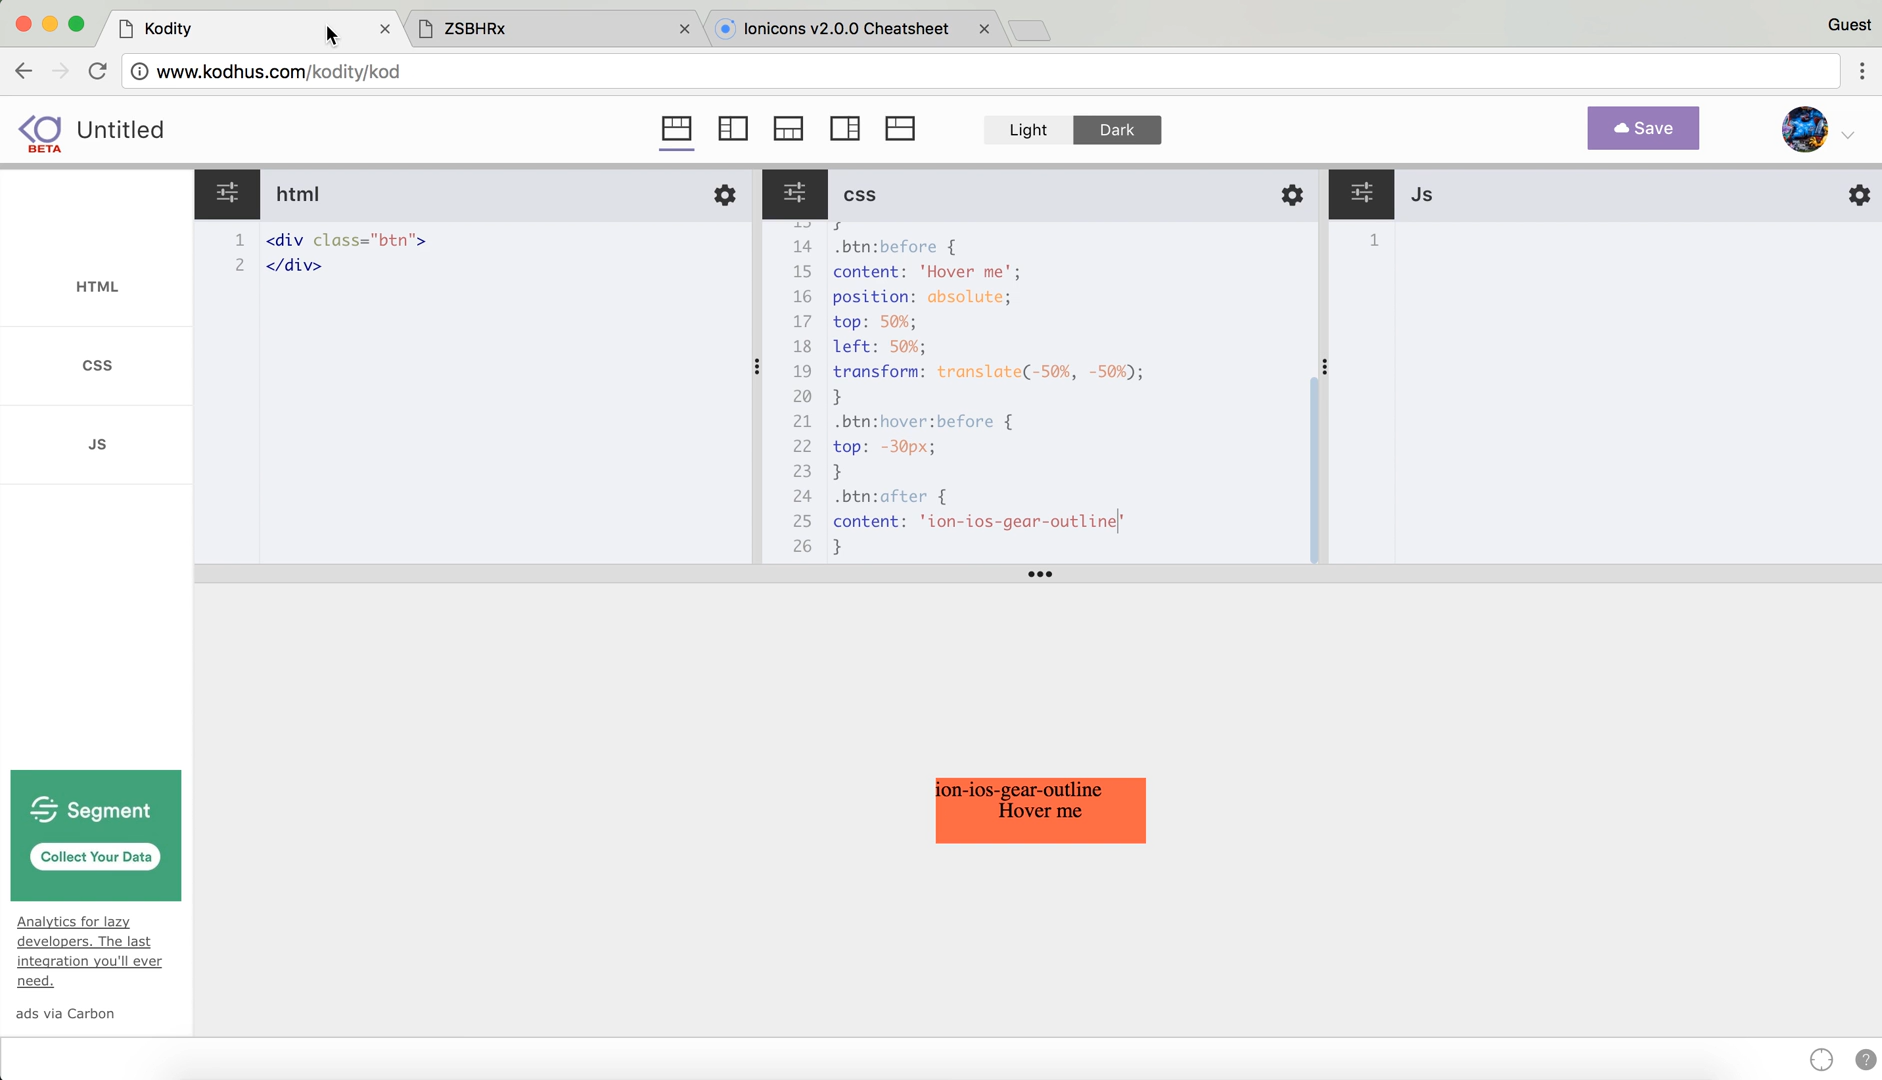 Kodity
ZSBHRx
Ionicons v2.0.0 Cheatsheet
Guest
www.kodhus.com/kodity/kod
BETA
Untitled
Light
Dark
Save
html
css
Js
HTML
CSS
JS
1 <div class="btn">
2 </div>
13 }
14 .btn:before {
15 content: 'Hover me';
16 position: absolute;
17 top: 50%;
18 left: 50%;
19 transform: translate(-50%, -50%);
20 }
21 .btn:hover:before {
22 top: -30px;
23 }
24 .btn:after {
25 content: 'ion-ios-gear-outline'
26 }
1
ion-ios-gear-outline
Hover me
Segment
Collect Your Data
Analytics for lazy
developers. The last
integration you'll ever
need.
ads via Carbon
?